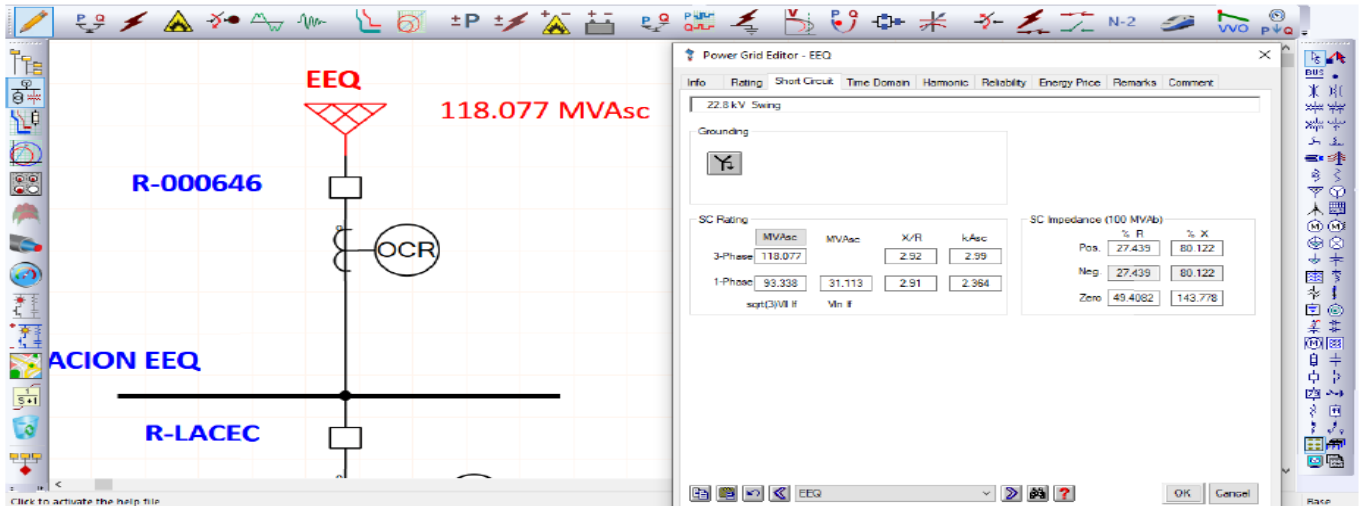 N-2
VVO
Power Grid Editor - EEQ
Info Rating Short Circuit Time Domain Harmonic Reliability Energy Price Remarks Comment
22.8 kV Swing
Grounding
SC Rating
MVAsc MVAsc X/R kAsc
3-Phase 118.077 2.92 2.99
1-Phase 93.338 31.113 2.91 2.364
sqrt(3)Vll If Vln If
SC Impedance (100 MVAb)
% R % X
Pos. 27.439 80.122
Neg. 27.439 80.122
Zero 49.4082 143.778
EEQ
OK Cancel
EEQ
118.077 MVAsc
R-000646
OCR
ACION EEQ
R-LACEC
Click to activate the help file
Base
BUS